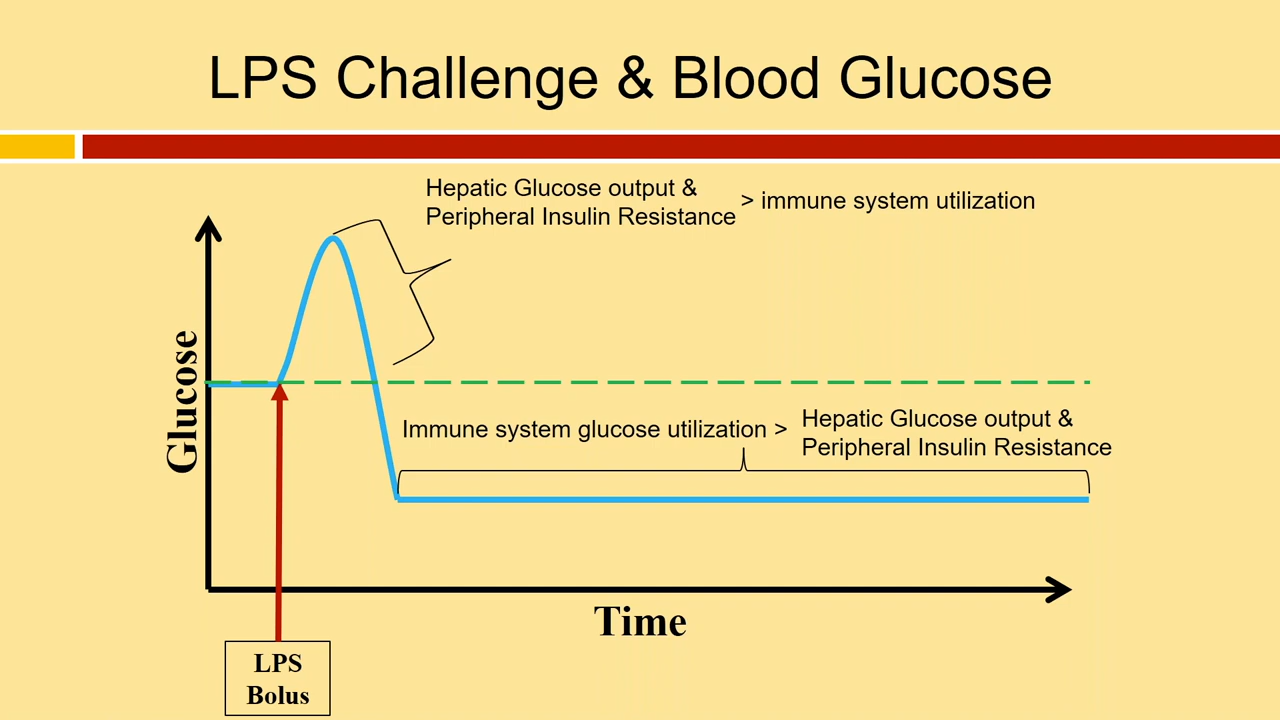 LPS Challenge & Blood Glucose
Hepatic Glucose output &
Peripheral Insulin Resistance
> immune system utilization
Glucose
Immune system glucose utilization >
Hepatic Glucose output &
Peripheral Insulin Resistance
Time
LPS
Bolus